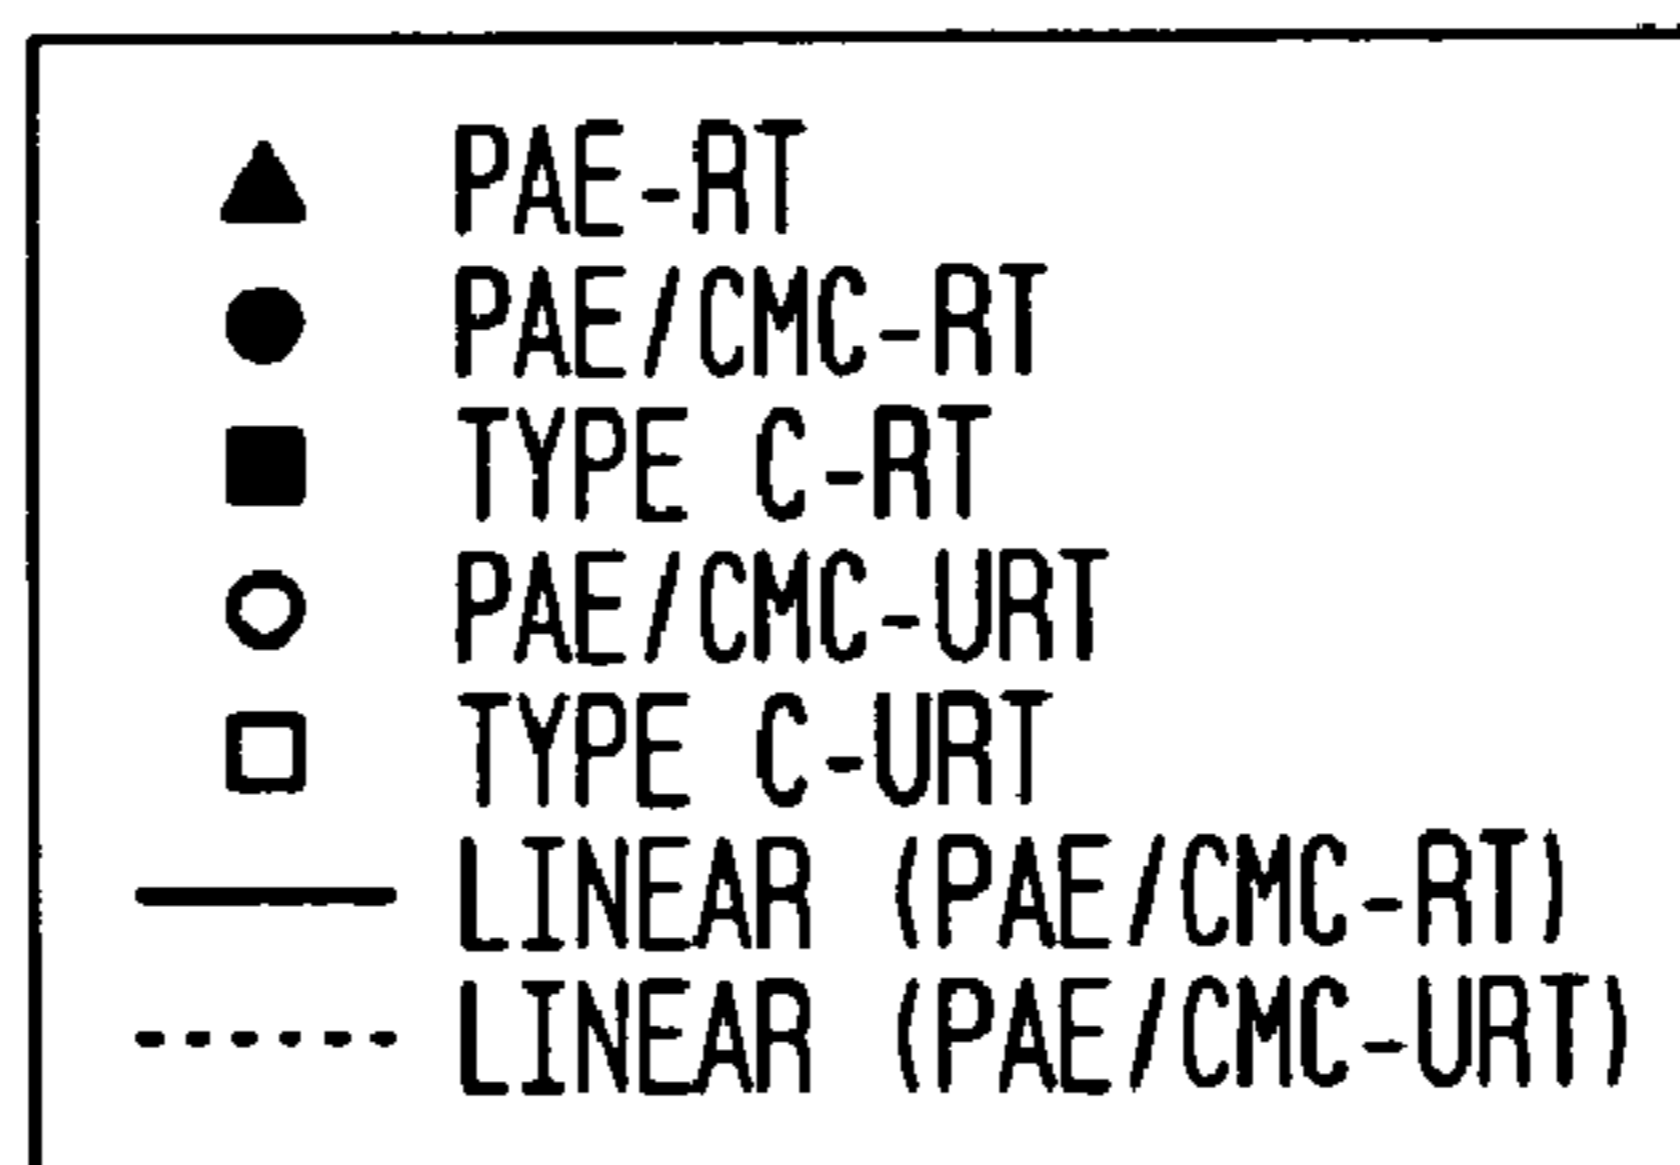 PAE-RT
PAE/CMC-RT
TYPE C-RT
PAE/CMC-URT
TYPE C-URT
LINEAR (PAE/CMC-RT)
LINEAR (PAE/CMC-URT)